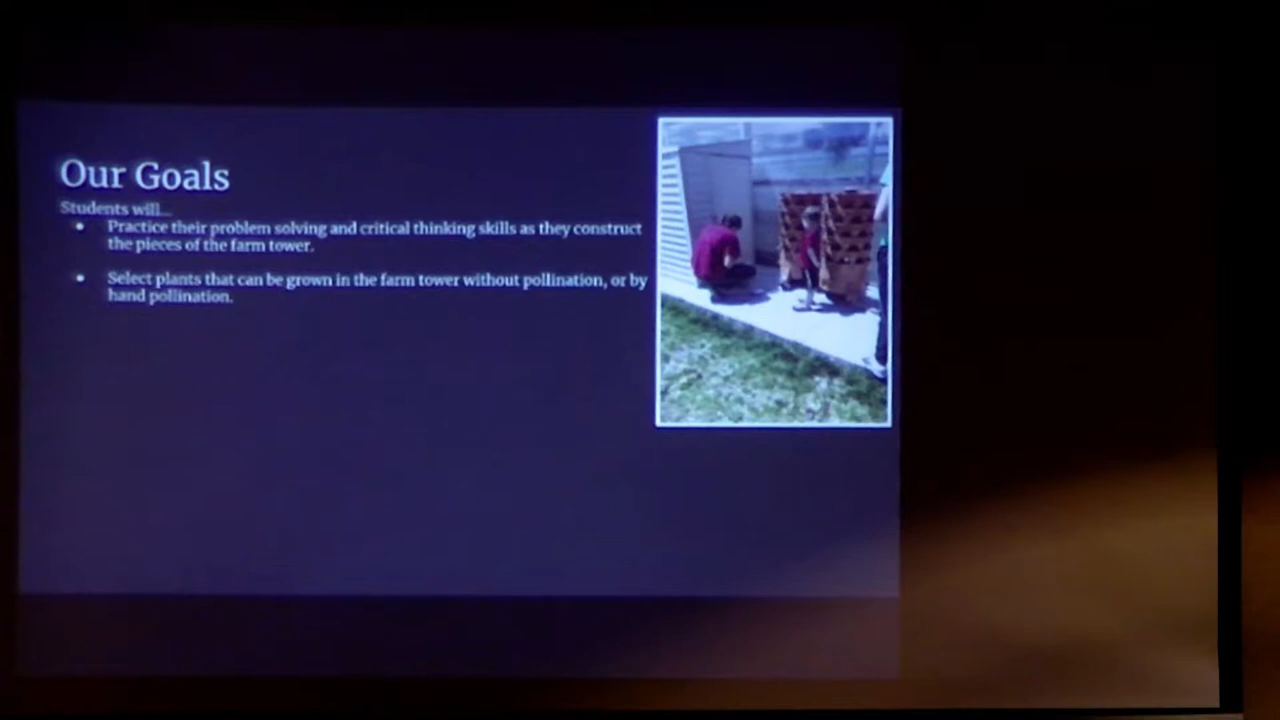 Our Goals
Students will...
• Practice their problem solving and critical thinking skills as they construct
the pieces of the farm tower.
• Select plants that can be grown in the farm tower without pollination, or by
hand pollination.